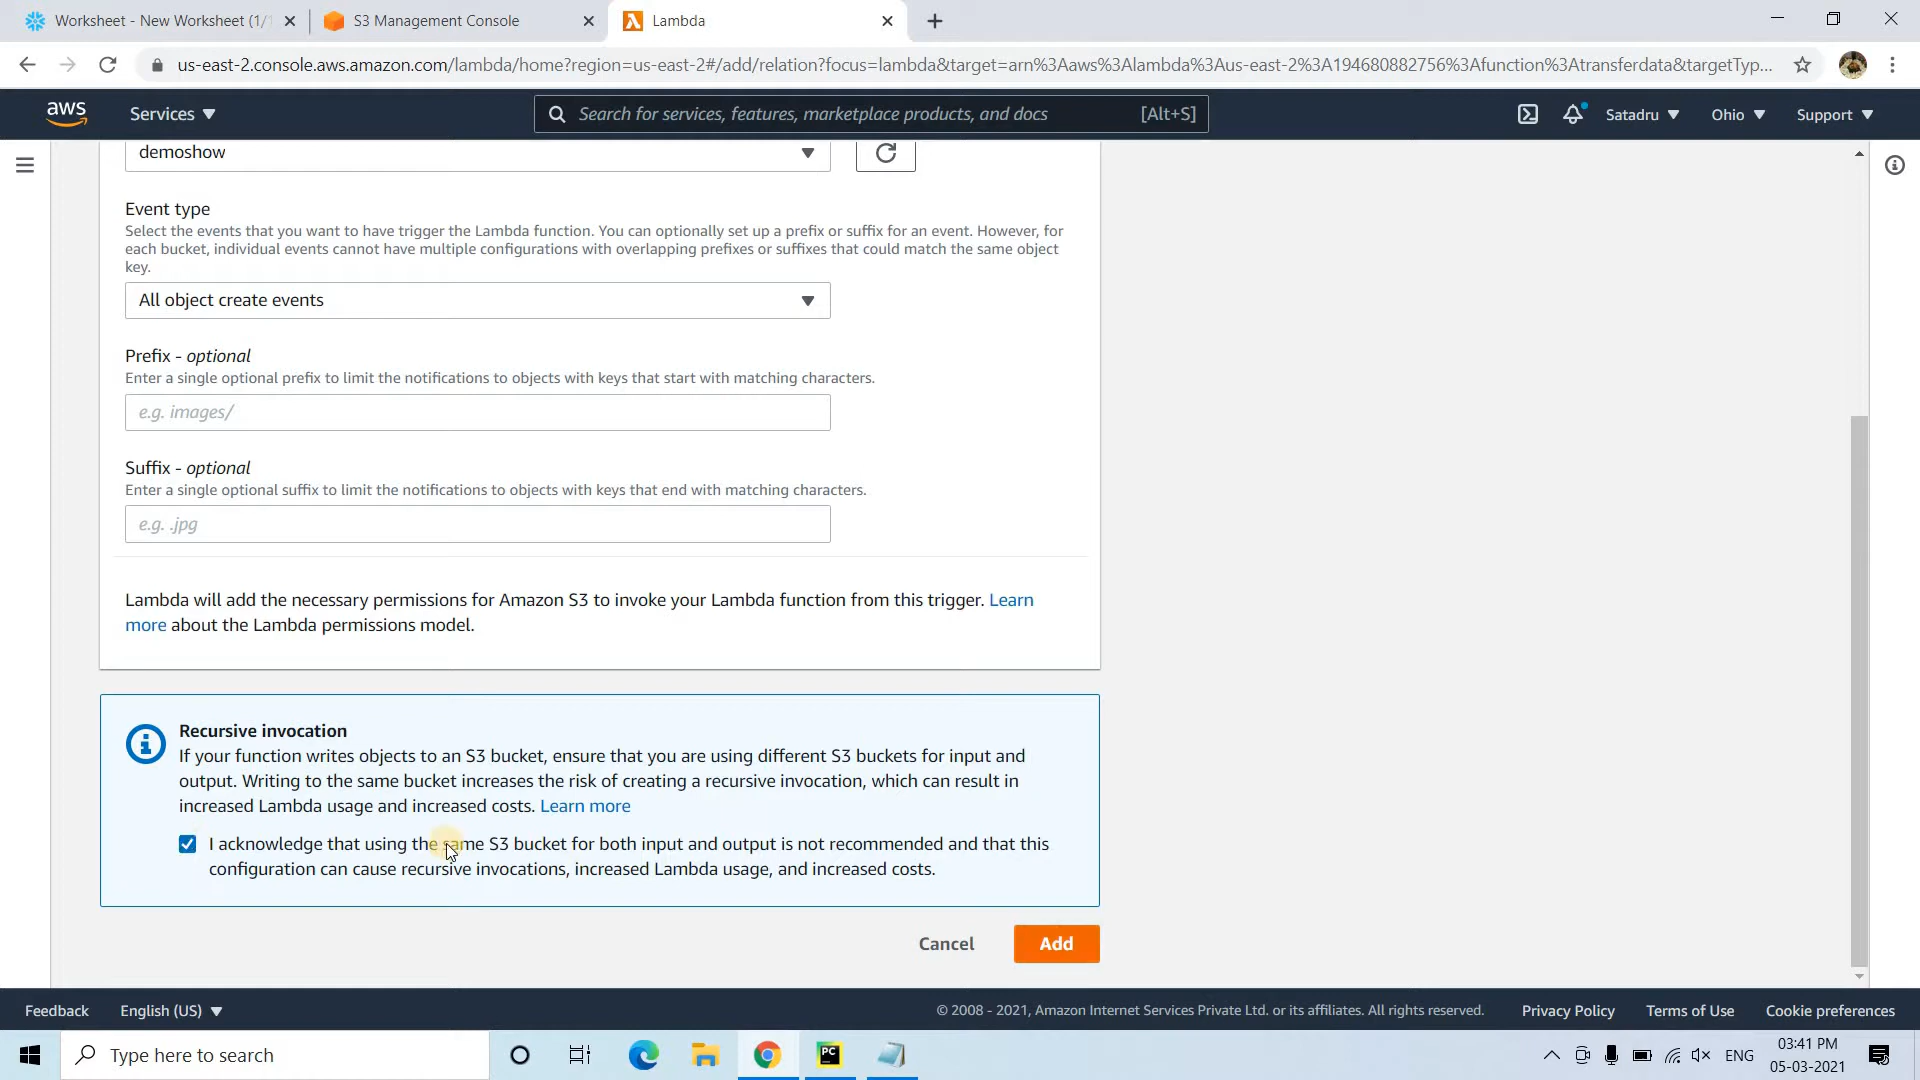 Worksheet - New Worksheet (1/1
S3 Management Console
Lambda
us-east-2.console.aws.amazon.com/lambda/home?region=us-east-2#/add/relation?focus=lambda&target=arn%3Aaws%3Alambda%3Aus-east-2%3A194680882756%3Afunction%3Atransferdata&targetTyp...
aws
Services
Search for services, features, marketplace products, and docs
[Alt+S]
Satadru
Ohio
Support
demoshow
Event type
Select the events that you want to have trigger the Lambda function. You can optionally set up a prefix or suffix for an event. However, for
each bucket, individual events cannot have multiple configurations with overlapping prefixes or suffixes that could match the same object
key.
All object create events
Prefix - optional
Enter a single optional prefix to limit the notifications to objects with keys that start with matching characters.
e.g. images/
Suffix - optional
Enter a single optional suffix to limit the notifications to objects with keys that end with matching characters.
e.g. .jpg
Lambda will add the necessary permissions for Amazon S3 to invoke your Lambda function from this trigger. Learn
more about the Lambda permissions model.
Recursive invocation
If your function writes objects to an S3 bucket, ensure that you are using different S3 buckets for input and
output. Writing to the same bucket increases the risk of creating a recursive invocation, which can result in
increased Lambda usage and increased costs. Learn more
I acknowledge that using the same S3 bucket for both input and output is not recommended and that this
configuration can cause recursive invocations, increased Lambda usage, and increased costs.
Cancel
Add
Feedback
English (US)
© 2008 - 2021, Amazon Internet Services Private Ltd. or its affiliates. All rights reserved.
Privacy Policy
Terms of Use
Cookie preferences
Type here to search
PC
ENG
03:41 PM
05-03-2021